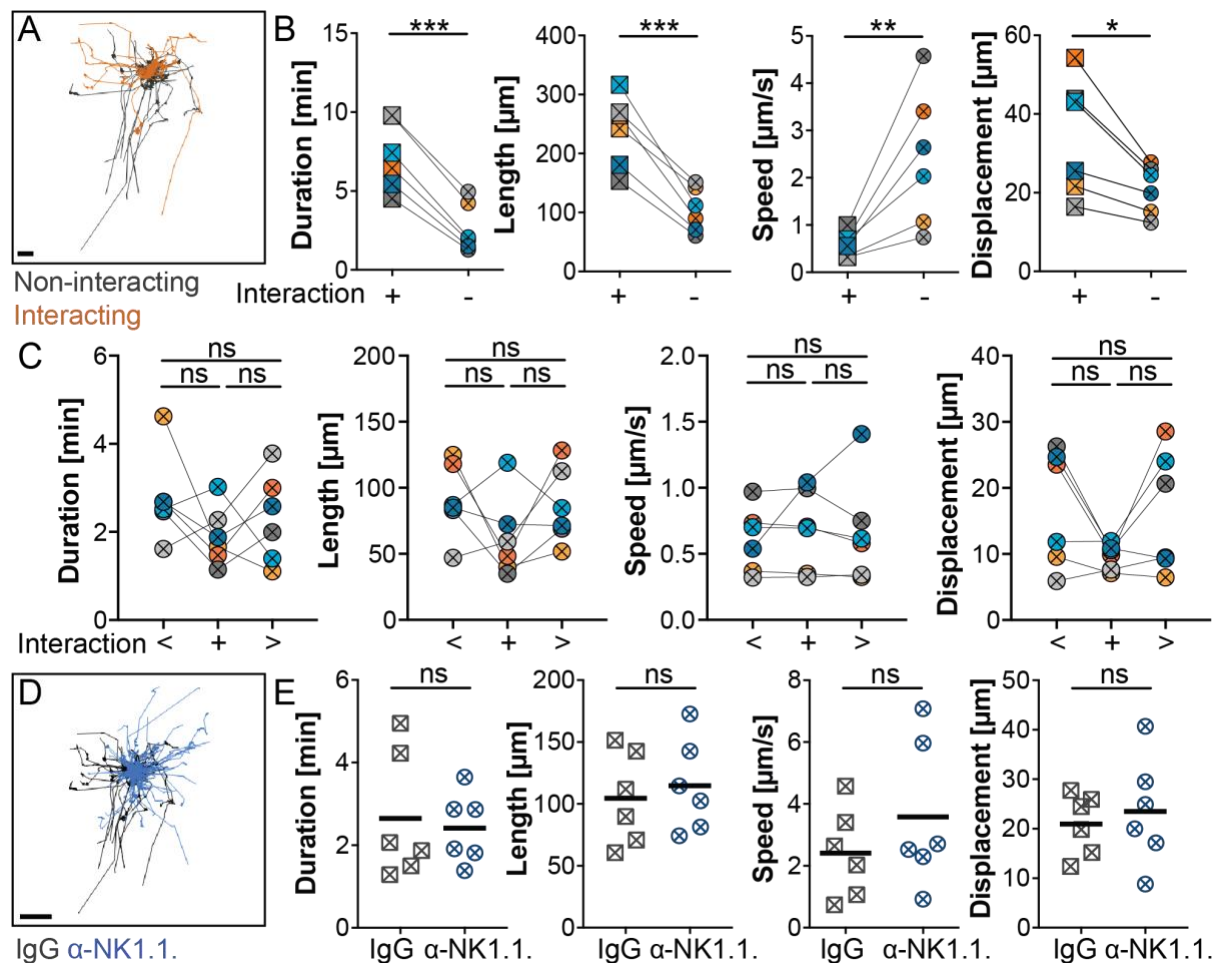 A
Non-interacting
Interacting
B
Duration [min]
15
10
5
0
***
Length [µm]
400
300
200
100
0
***
Speed [µm/s]
5
4
3
2
1
0
**
Displacement [µm]
60
40
20
0
*
Interaction + - + - + - + -
C
Duration [min]
6
4
2
0
ns
ns ns
Length [µm]
200
150
100
50
0
ns
ns ns
Speed [µm/s]
2.0
1.5
1.0
0.5
0.0
ns
ns ns
Displacement [µm]
40
30
20
10
0
ns
ns ns
Interaction < + > < + > < + > < + >
D
IgG α-NK1.1.
E
Duration [min]
6
4
2
0
ns
IgG α-NK1.1.
Length [µm]
200
150
100
50
0
ns
IgG α-NK1.1.
Speed [µm/s]
8
6
4
2
0
ns
IgG α-NK1.1.
Displacement [µm]
50
40
30
20
10
0
ns
IgG α-NK1.1.